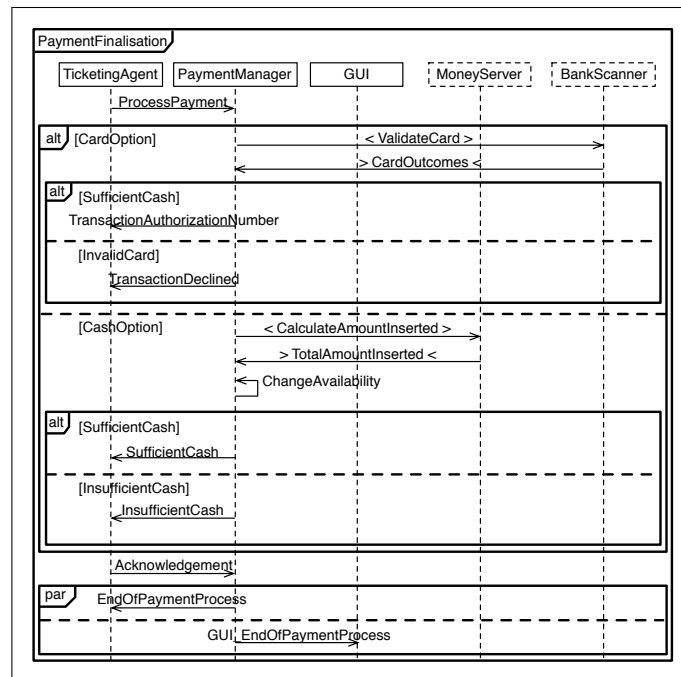 PaymentFinalisation
TicketingAgent PaymentManager GUI MoneyServer BankScanner
ProcessPayment
alt [CardOption] < ValidateCard >
> CardOutcomes <
alt [SufficientCash]
TransactionAuthorizationNumber
[InvalidCard]
TransactionDeclined
[CashOption] < CalculateAmountInserted >
> TotalAmountInserted <
ChangeAvailability
alt [SufficientCash]
SufficientCash
[InsufficientCash]
InsufficientCash
Acknowledgement
par
EndOfPaymentProcess
GUI_EndOfPaymentProcess